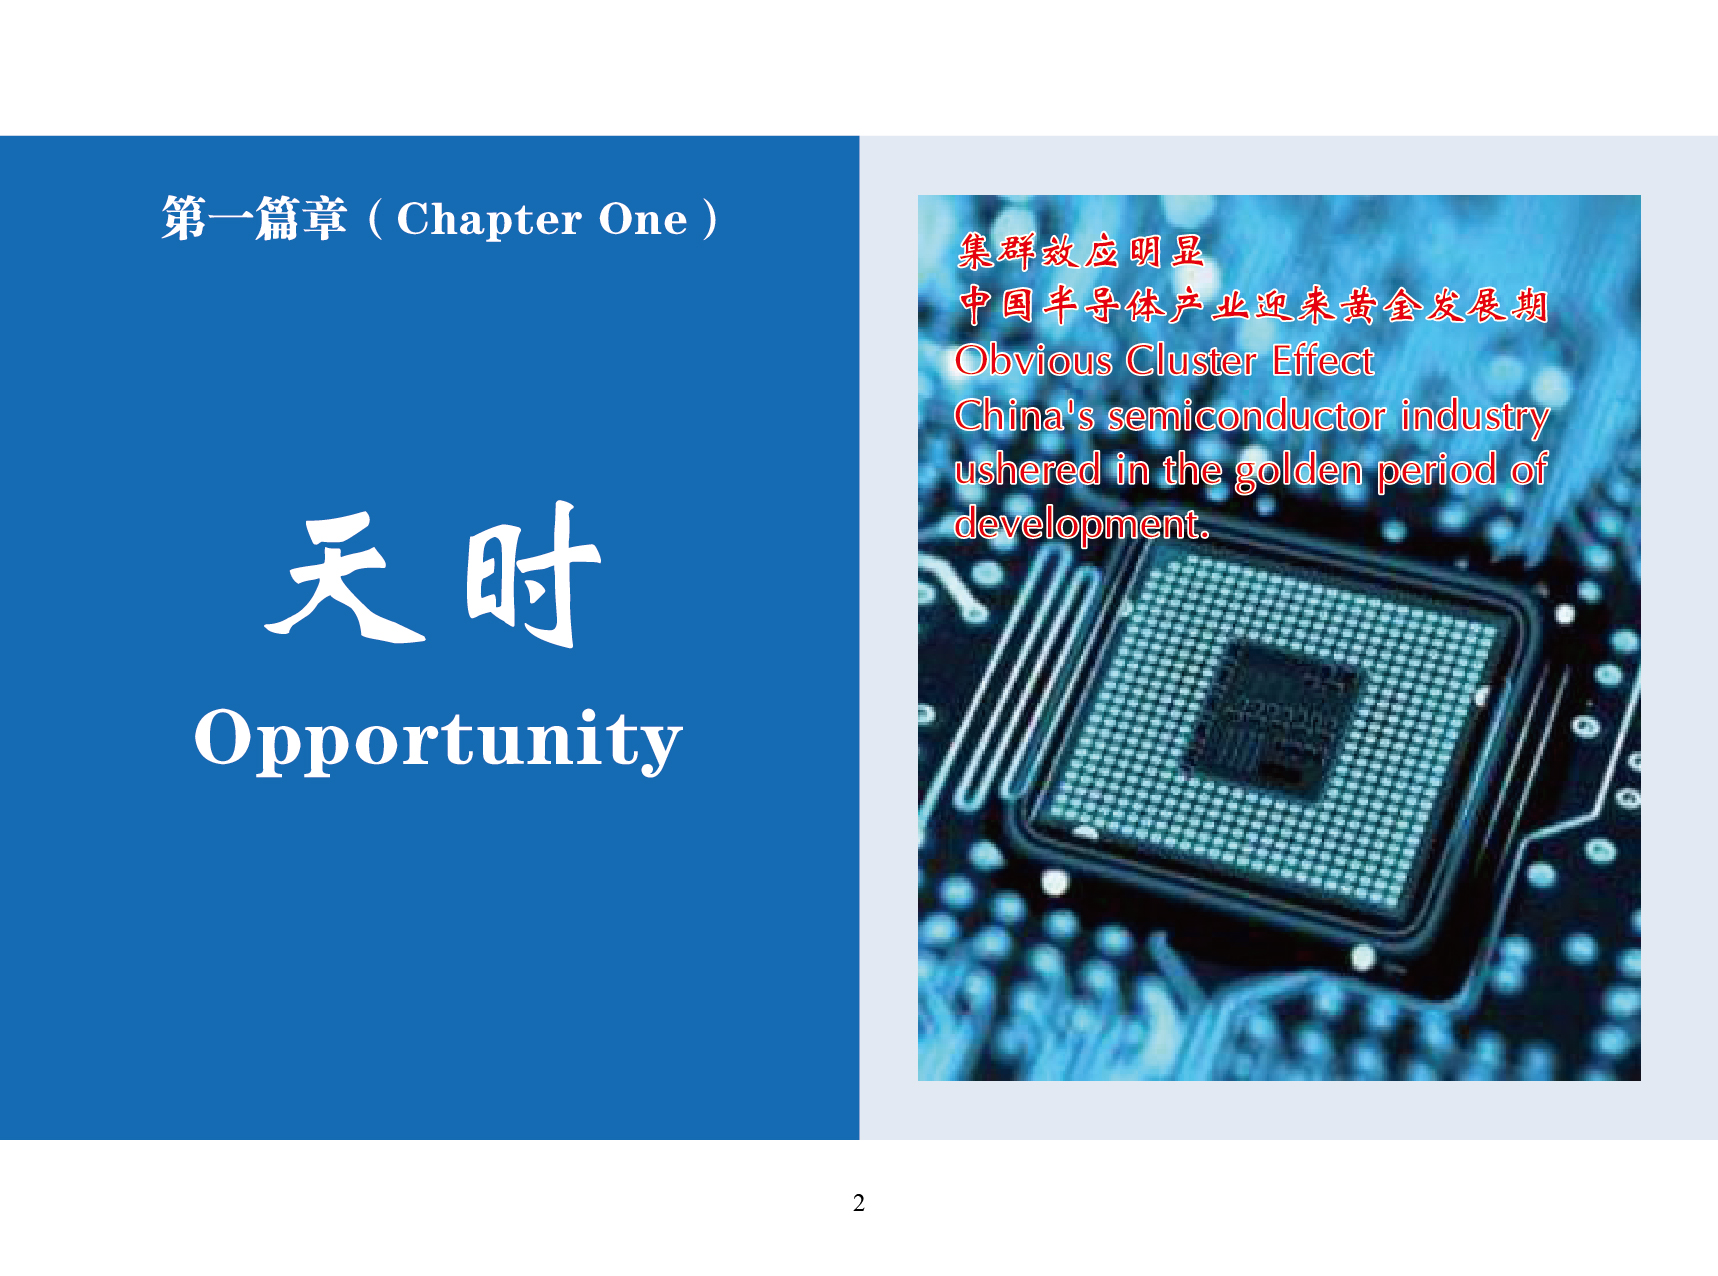 第一篇章（Chapter One）
天时
Opportunity
集群效应明显
中国半导体产业迎来黄金发展期
Obvious Cluster Effect
China's semiconductor industry
ushered in the golden period of
development.
2